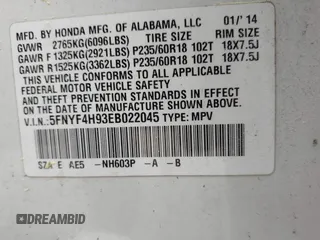 MFD. BY HONDA MFG. OF ALABAMA, LLC 01/ 14
GVWR 2765KG(6096LBS) TIRE SIZE RIM SIZE
GAWR F 1325KG(2921LBS) P235/60R18 102T 18X7.5J
GAWR R1525KG(3362LBS) P235/60R18 102T 18X7.5J
THIS VEHICLE CONFORMS TO ALL APPLICABLE
FEDERAL MOTOR VEHICLE SAFETY AND BUMPER
STANDARDS IN EFFECT ON THE DATE OF
MANUFACTURE SHOWN ABOVE.
V.I.N.: 5FNYF4H93EB022045 TYPE: MPV
SZA E AE5 -NH603P -A -B
DREAMBID